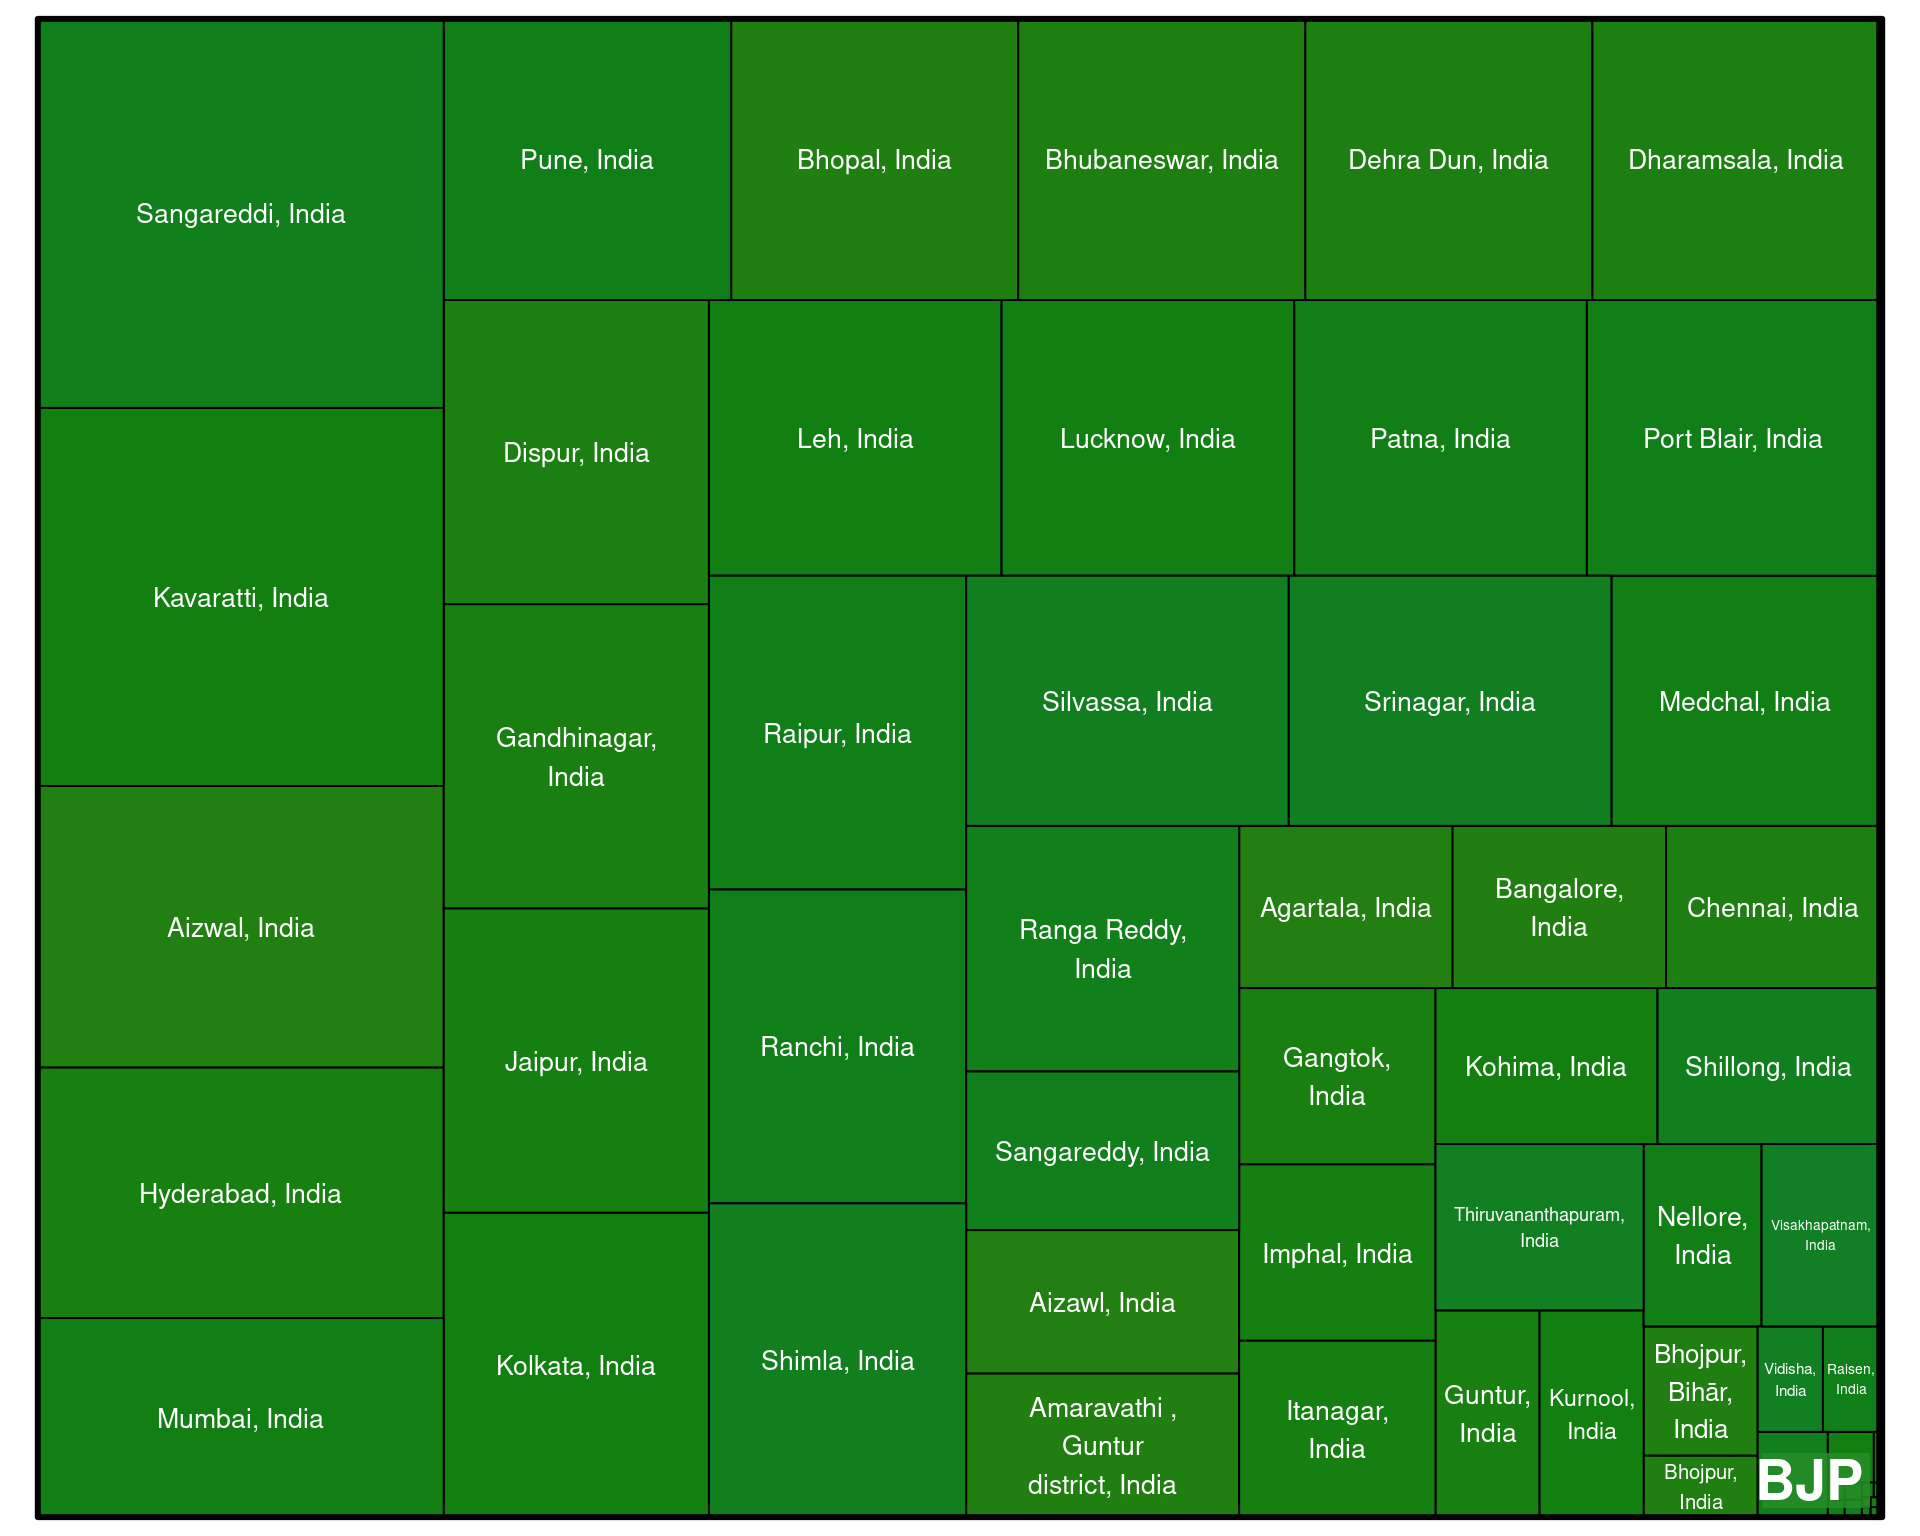 Sangareddi, India
Pune, India
Bhopal, India
Bhubaneswar, India
Dehra Dun, India
Dharamsala, India
Kavaratti, India
Dispur, India
Leh, India
Lucknow, India
Patna, India
Port Blair, India
Gandhinagar,
India
Raipur, India
Silvassa, India
Srinagar, India
Medchal, India
Aizwal, India
Jaipur, India
Ranchi, India
Ranga Reddy,
India
Agartala, India
Bangalore,
India
Chennai, India
Gangtok,
India
Kohima, India
Shillong, India
Hyderabad, India
Sangareddy, India
Imphal, India
Thiruvananthapuram,
India
Nellore,
India
Visakhapatnam,
India
Mumbai, India
Kolkata, India
Shimla, India
Aizawl, India
Amaravathi ,
Guntur
district, India
Itanagar,
India
Guntur,
India
Kurnool,
India
Bhojpur,
Bihār,
India
Vidisha,
India
Raisen,
India
Bhojpur,
India
BJP